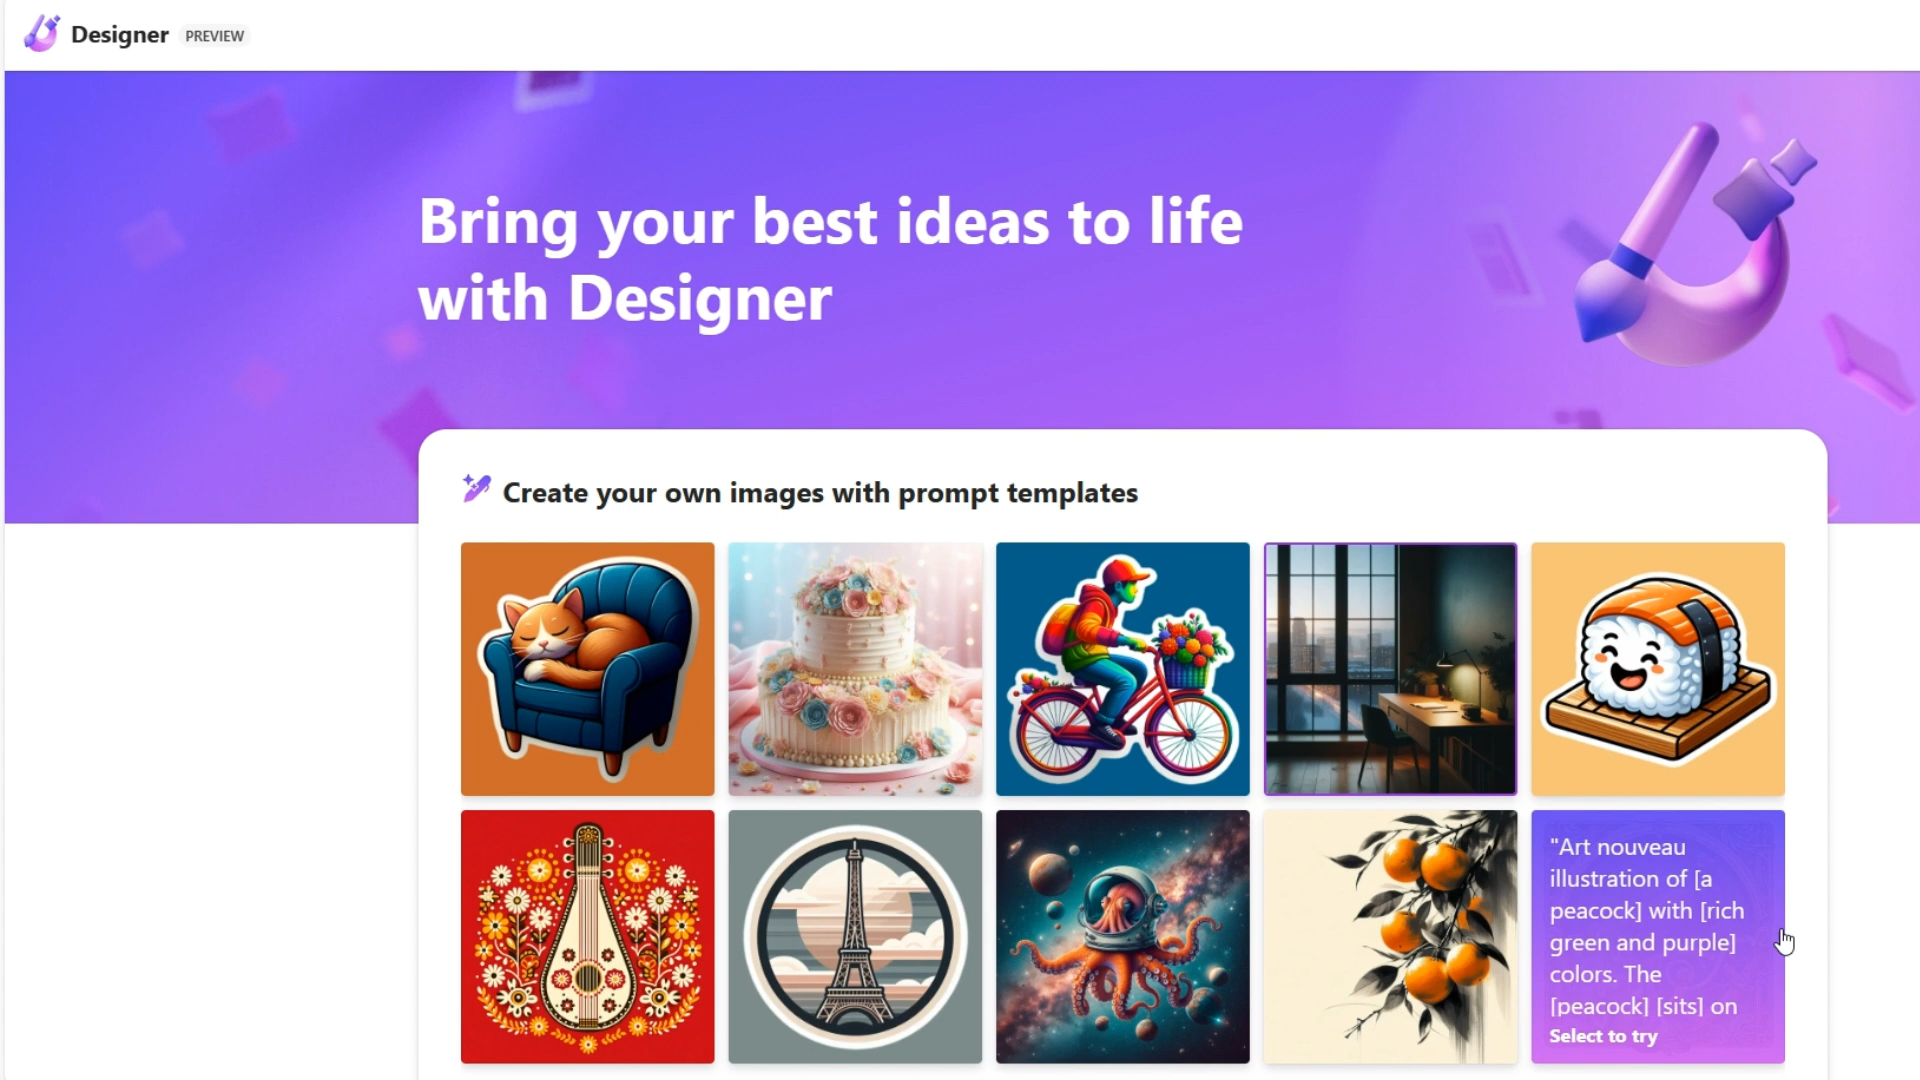 Designer PREVIEW
Bring your best ideas to life
with Designer
Create your own images with prompt templates
"Art nouveau
illustration of [a
peacock] with [rich
green and purple]
colors. The
[peacock] [sits] on
Select to try